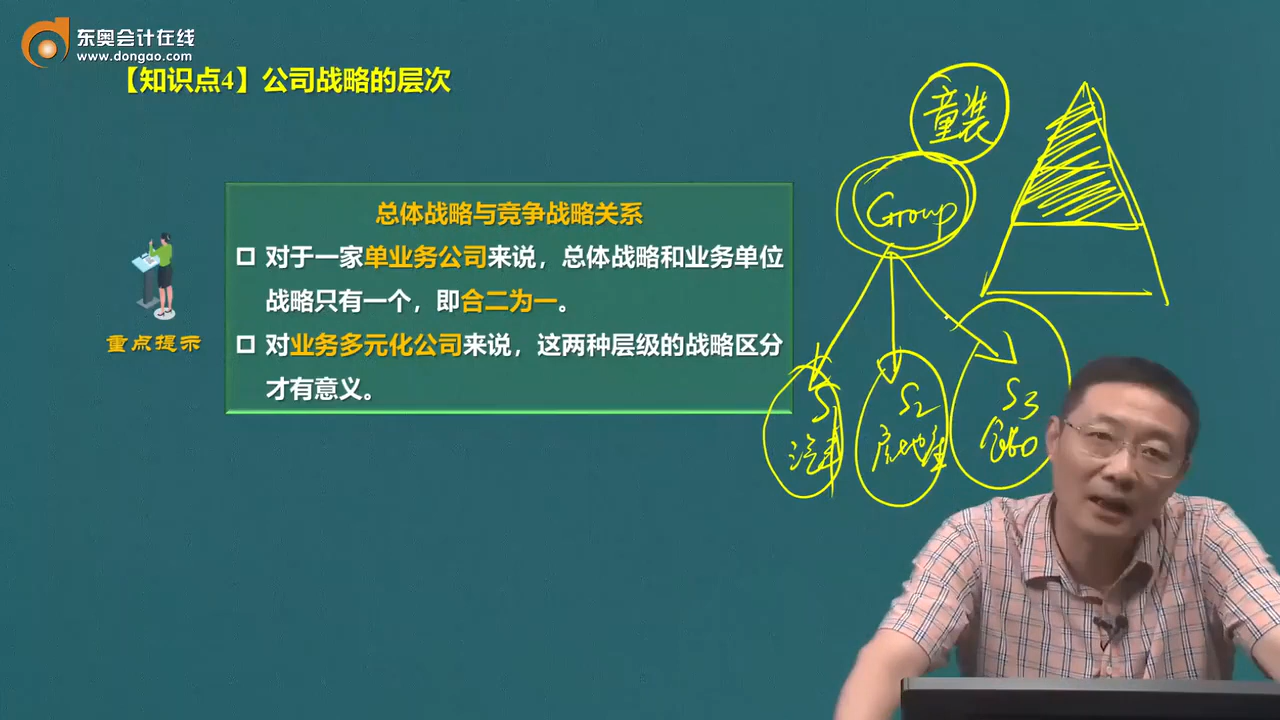 东奥会计在线
www.dongao.com
【知识点4】公司战略的层次
总体战略与竞争战略关系
对于一家单业务公司来说，总体战略和业务单位
战略只有一个，即合二为一。
对业务多元化公司来说，这两种层级的战略区分
才有意义。
重点提示
童装
Group
S2
S3
汽车
房地产